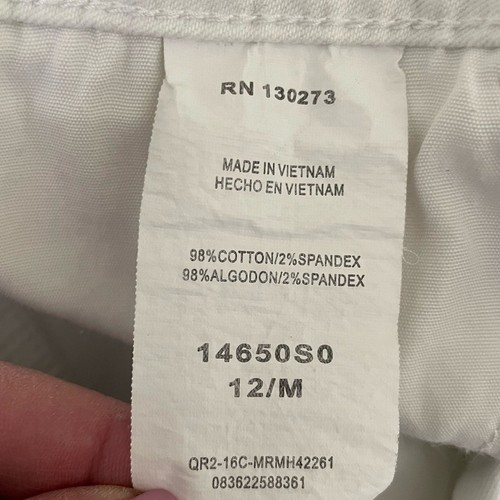 RN 130273
MADE IN VIETNAM
HECHO EN VIETNAM
98%COTTON/2%SPANDEX
98%ALGODON/2%SPANDEX
14650S0
12/M
QR2-16C-MRMH42261
083622588361